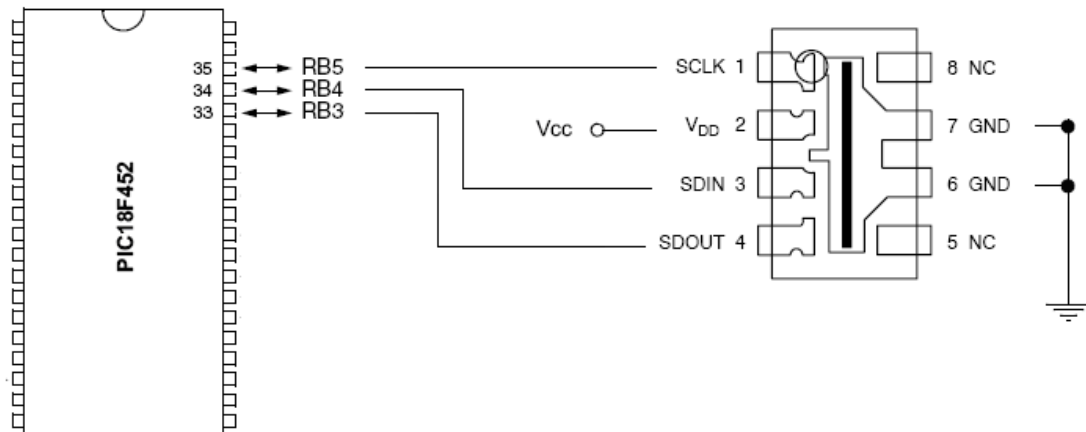 35 RB5 SCLK 1 8 NC
34 RB4
33 RB3
Vcc V_DD 2 7 GND
SDIN 3 6 GND
SDOUT 4 5 NC
PIC18F452